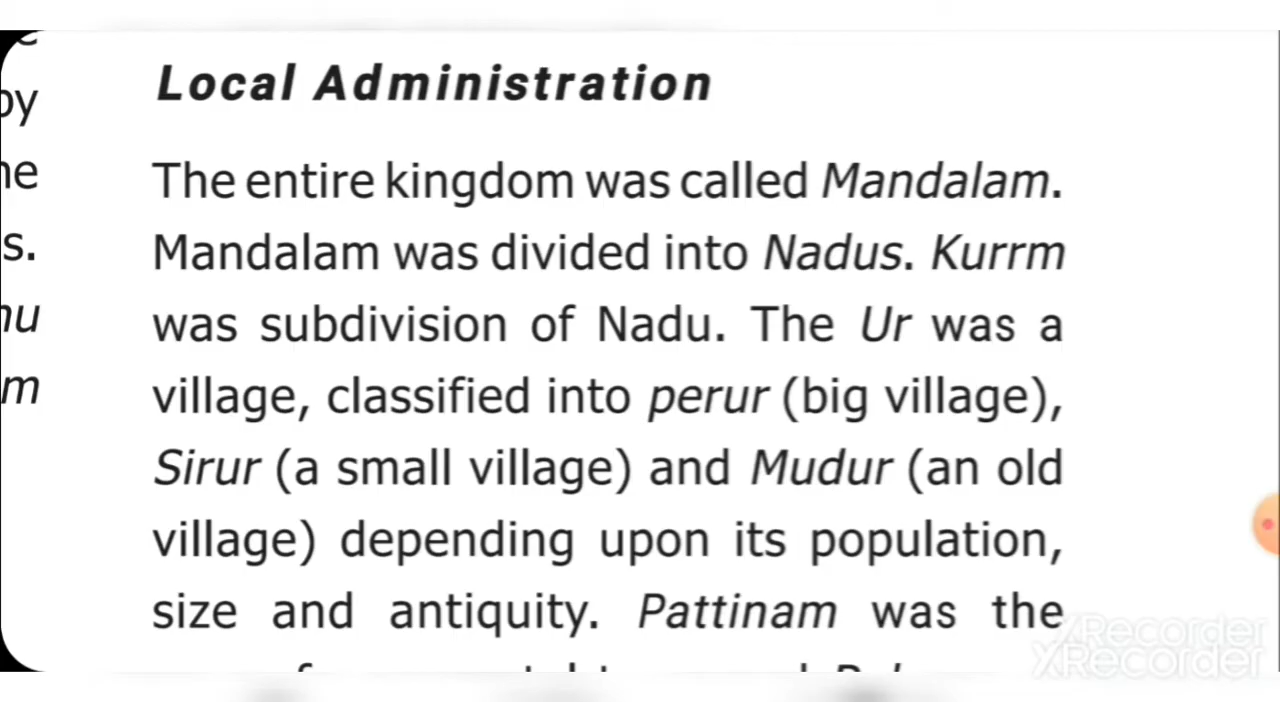 Local Administration
The entire kingdom was called Mandalam.
Mandalam was divided into Nadus. Kurrm
was subdivision of Nadu. The Ur was a
village, classified into perur (big village),
Sirur (a small village) and Mudur (an old
village) depending upon its population,
size and antiquity. Pattinam was the
XRecorder
XRecorder